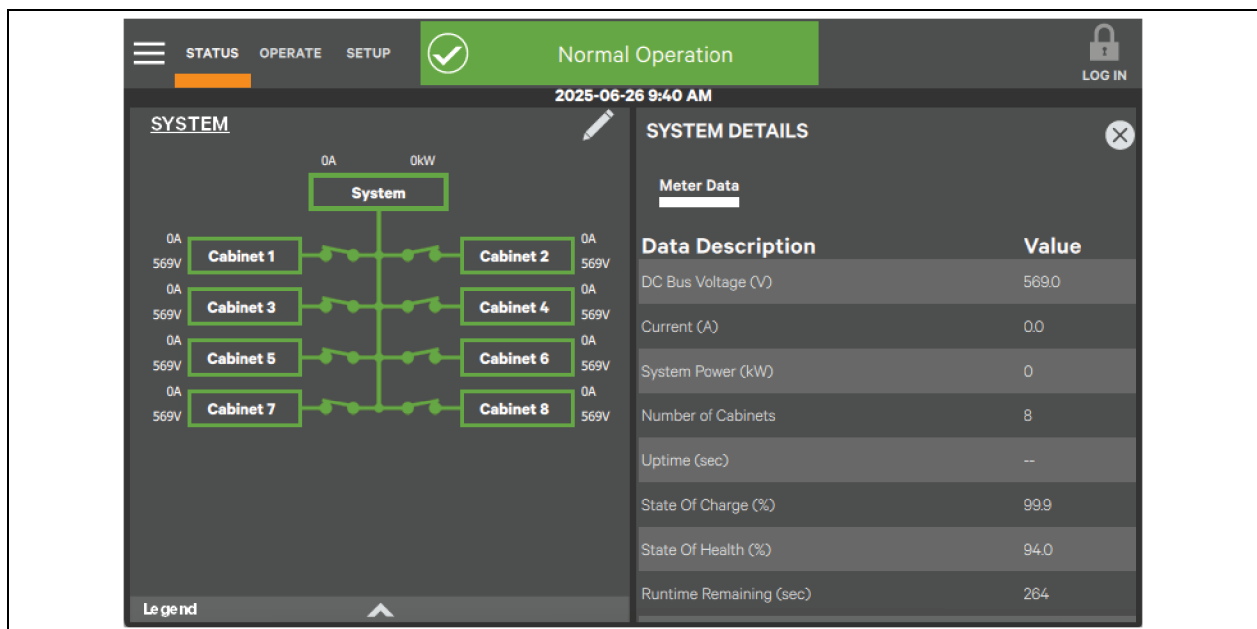 STATUS OPERATE SETUP Normal Operation
LOG IN
2025-06-26 9:40 AM
SYSTEM
0A 0kW
System
0A
569V
Cabinet 1
Cabinet 2
0A
569V
0A
569V
Cabinet 3
Cabinet 4
0A
569V
0A
569V
Cabinet 5
Cabinet 6
0A
569V
0A
569V
Cabinet 7
Cabinet 8
0A
569V
Legend
SYSTEM DETAILS
Meter Data
Data Description Value
DC Bus Voltage (V) 569.0
Current (A) 0.0
System Power (kW) 0
Number of Cabinets 8
Uptime (sec) --
State Of Charge (%) 99.9
State Of Health (%) 94.0
Runtime Remaining (sec) 264